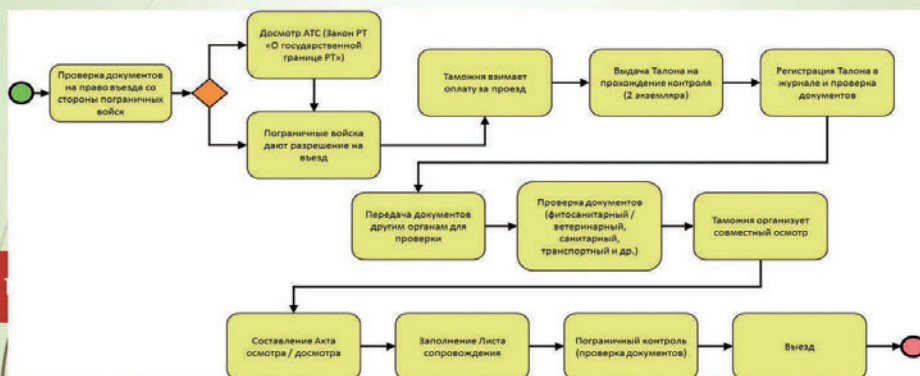 Проверка документов
на право въезда со
стороны пограничных
войск
Досмотр АТС (Закон РТ
«О государственной
границе РТ»)
Пограничные войска
дают разрешение на
въезд
Таможня взимает
оплату за проезд
Выдача Талона на
прохождение контроля
(2 экземпляра)
Регистрация Талона в
журнале и проверка
документов
Передача документов
другим органам для
проверки
Проверка документов
(фитосанитарный /
ветеринарный,
санитарный,
транспортный и др.)
Таможня организует
совместный осмотр
Составление Акта
осмотра / досмотра
Заполнение Листа
сопровождения
Пограничный контроль
(проверка документов)
Выезд